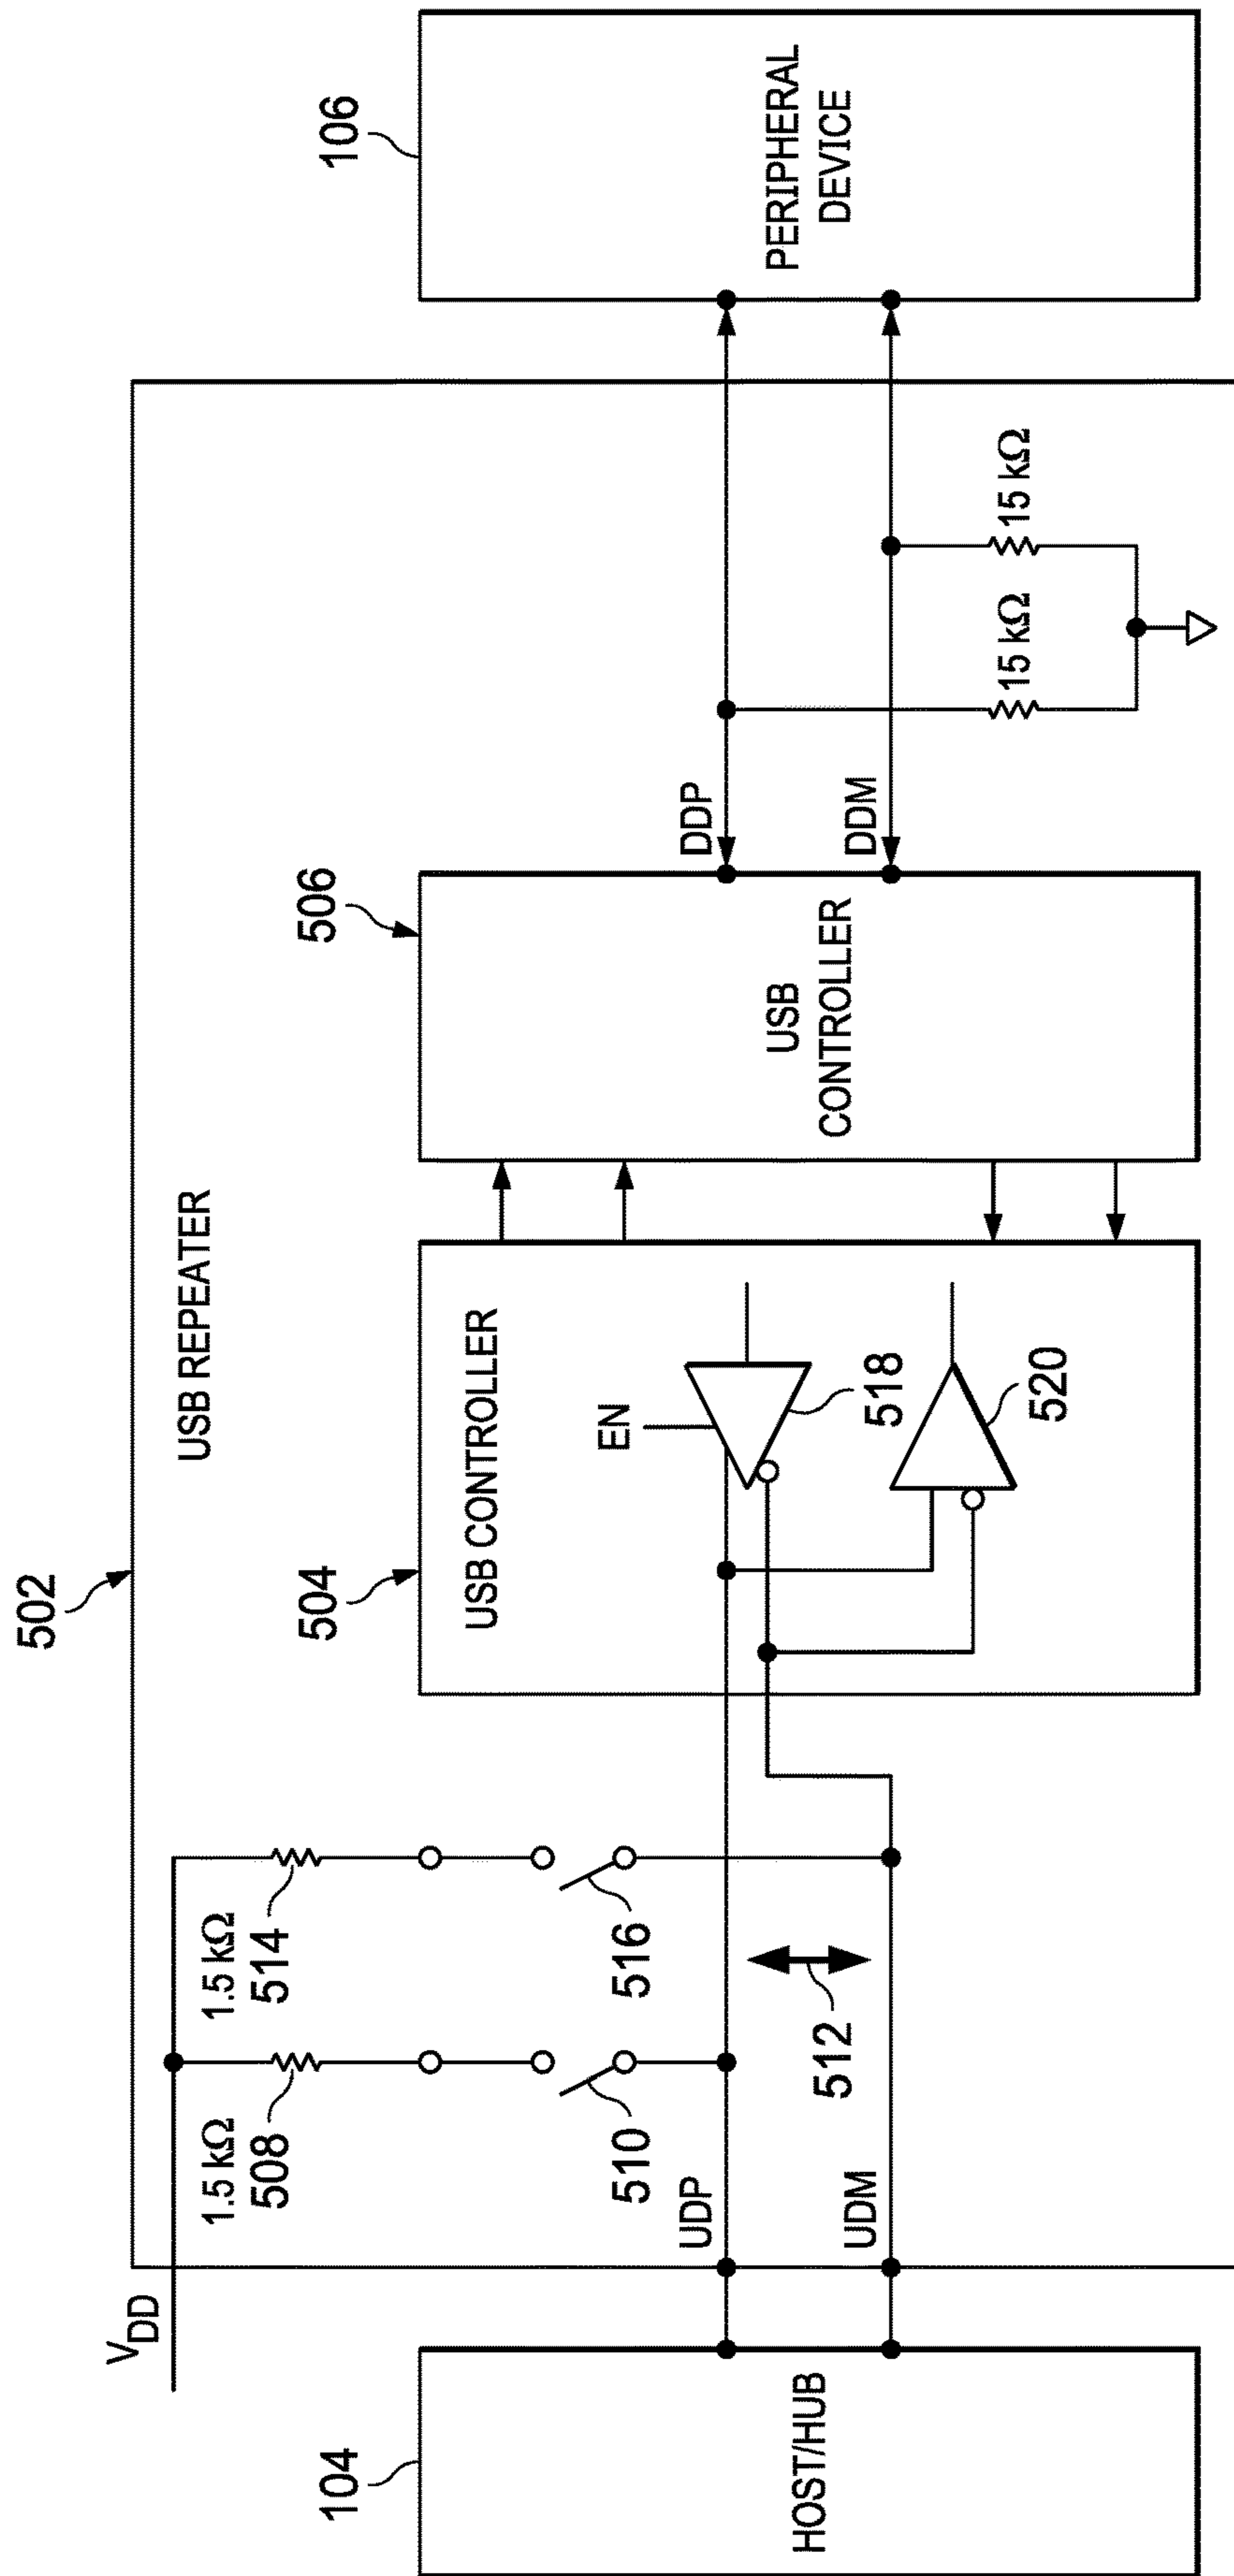 502
USB REPEATER
V_DD
1.5 kΩ
508
1.5 kΩ
514
510
516
UDP
UDM
512
104
HOST/HUB
504
USB CONTROLLER
EN
518
520
506
USB
CONTROLLER
DDP
DDM
15 kΩ
15 kΩ
106
PERIPHERAL
DEVICE